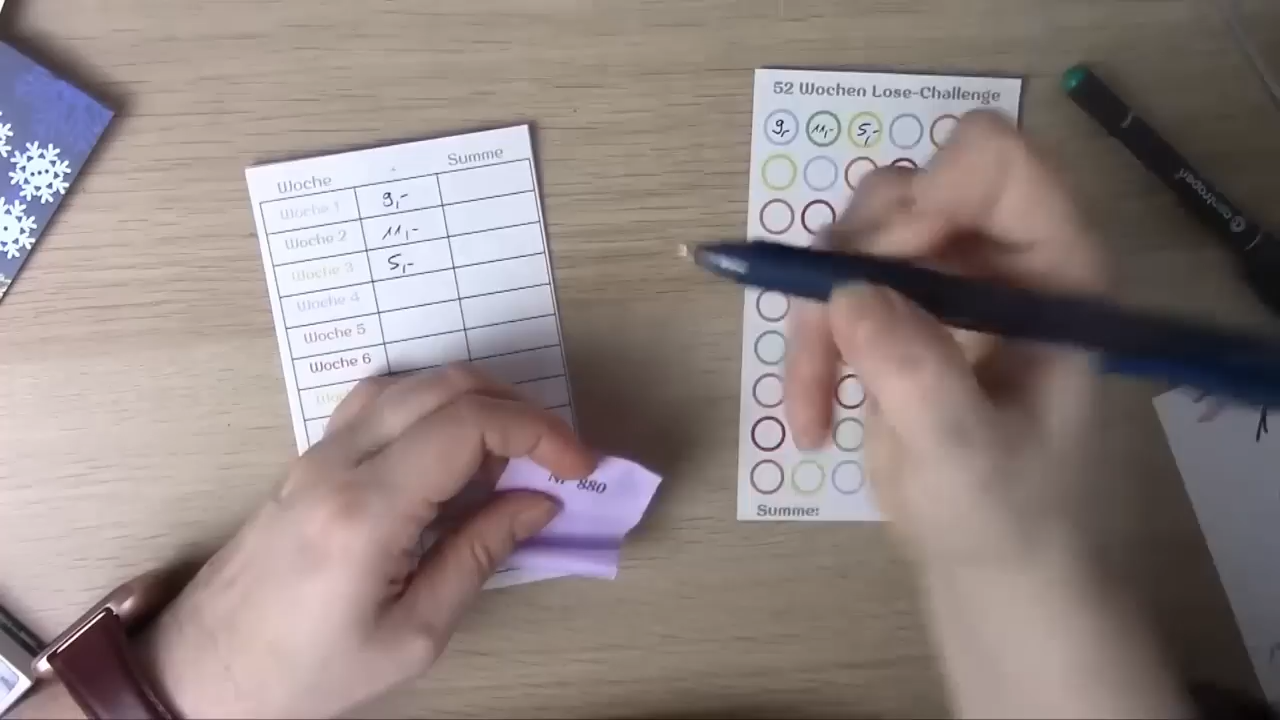 Woche Summe
Woche 1 9,-
Woche 2 11,-
Woche 3 5,-
Woche 4
Woche 5
Woche 6
Nr 880
52 Wochen Lose-Challenge
9,- 11,- 5,-
Summe:
centropen